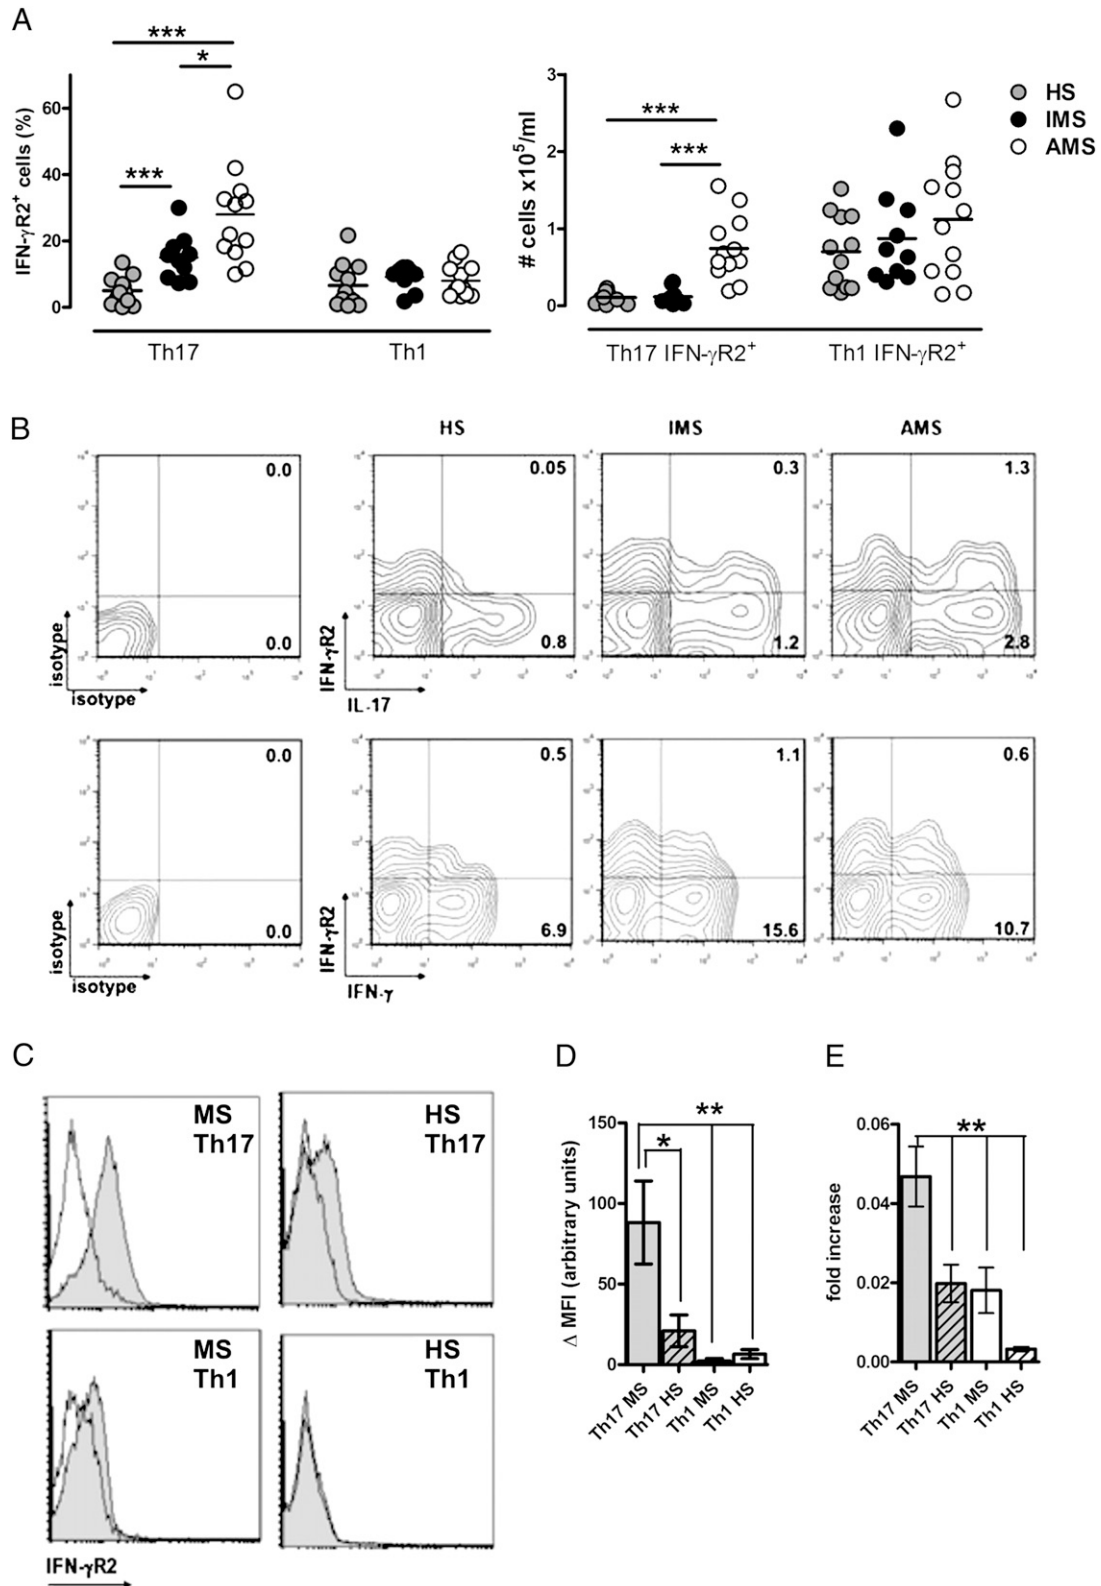 A
***
*
***
IFN-γR2+ cells (%)
60
40
20
0
Th17
Th1
***
***
# cells x10^5/ml
3
2
1
0
Th17 IFN-γR2+
Th1 IFN-γR2+
HS
IMS
AMS
B
HS
IMS
AMS
0.0
0.05
0.3
1.3
0.0
0.8
1.2
2.8
isotype
isotype
IFN-γR2
IL-17
0.0
0.5
1.1
0.6
0.0
6.9
15.6
10.7
isotype
isotype
IFN-γR2
IFN-γ
C
MS
Th17
HS
Th17
MS
Th1
HS
Th1
IFN-γR2
D
**
*
Δ MFI (arbitrary units)
150
100
50
0
Th17 MS
Th17 HS
Th1 MS
Th1 HS
E
**
fold increase
0.06
0.04
0.02
0.00
Th17 MS
Th17 HS
Th1 MS
Th1 HS